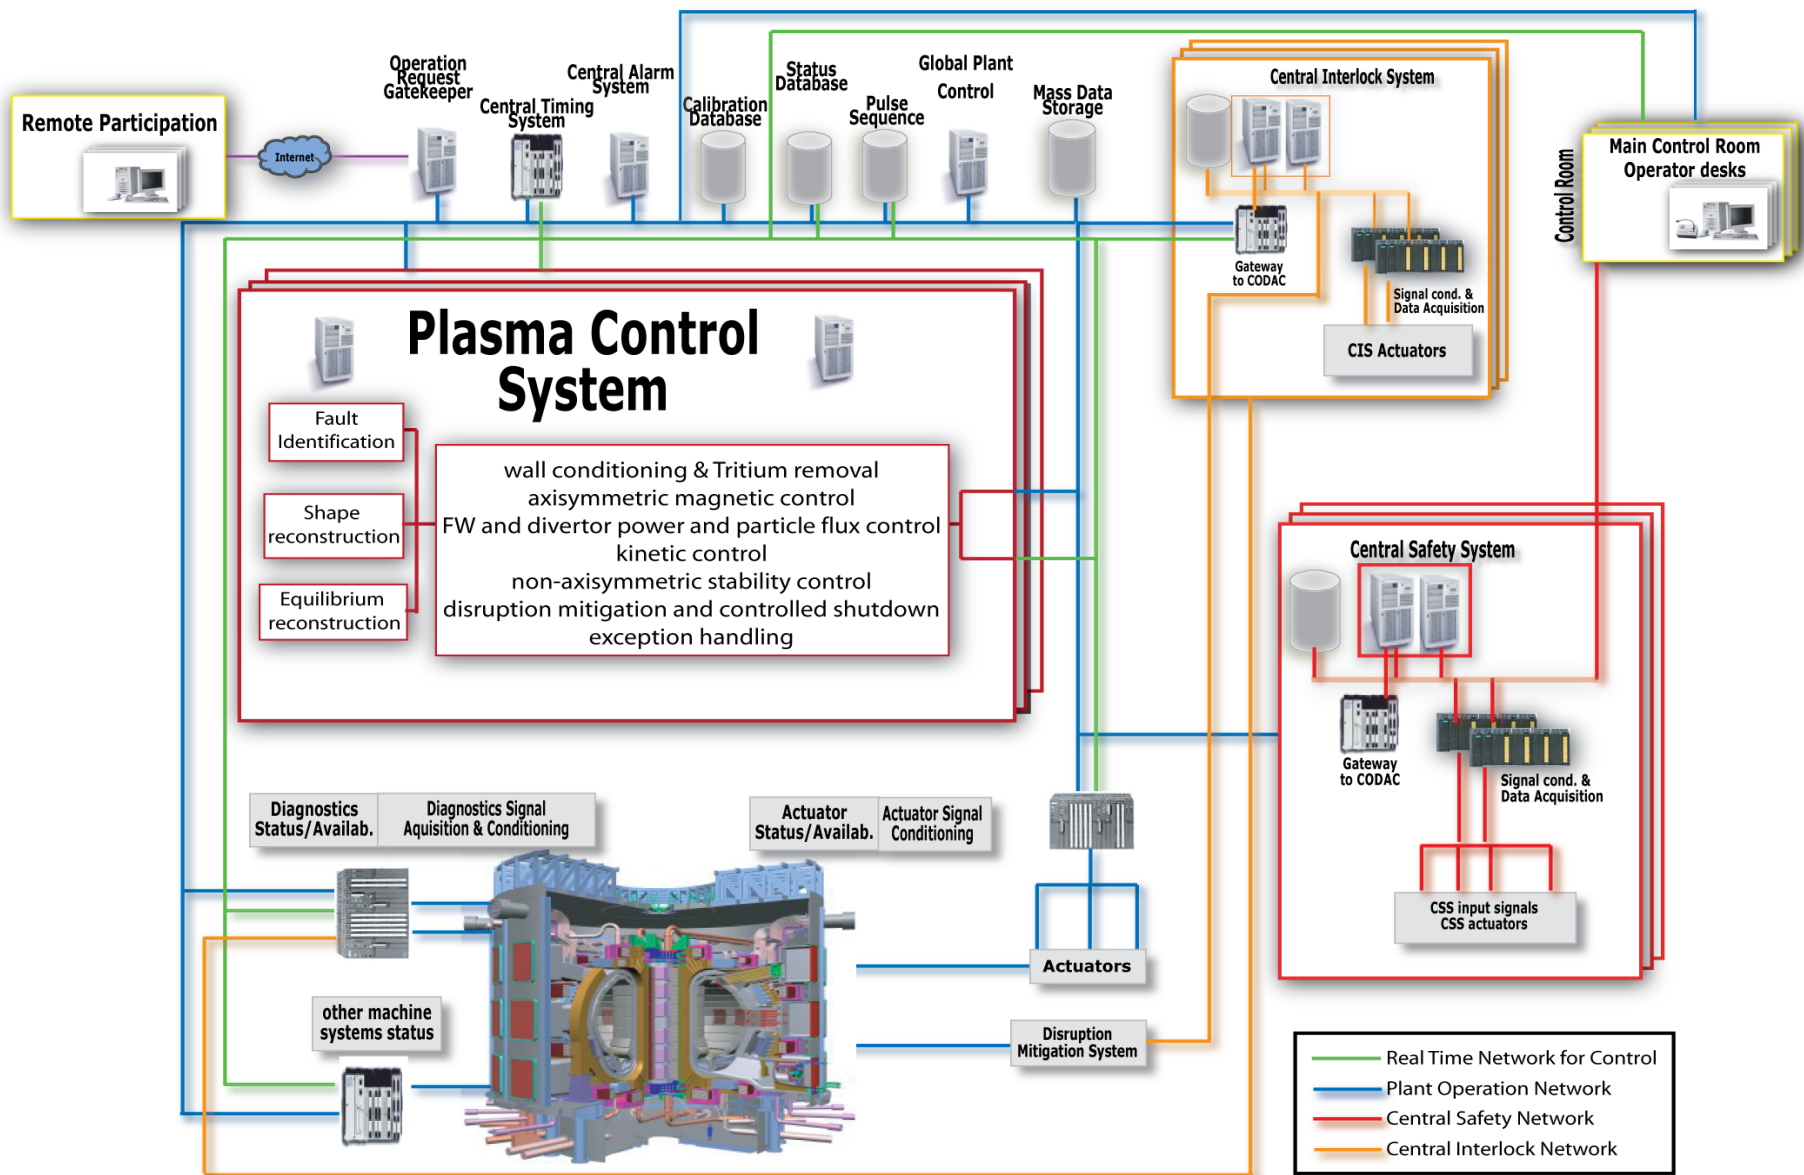 Operation
Request
Gatekeeper
Central Timing
System
Central Alarm
System
Calibration
Database
Status
Database
Pulse
Sequence
Global Plant
Control
Mass Data
Storage
Remote Participation
Internet
Central Interlock System
Gateway
to CODAC
Signal cond. &
Data Acquisition
CIS Actuators
Control Room
Main Control Room
Operator desks
Plasma Control
System
Fault
Identification
Shape
reconstruction
Equilibrium
reconstruction
wall conditioning & Tritium removal
axisymmetric magnetic control
FW and divertor power and particle flux control
kinetic control
non-axisymmetric stability control
disruption mitigation and controlled shutdown
exception handling
Central Safety System
Gateway
to CODAC
Signal cond. &
Data Acquisition
CSS input signals
CSS actuators
Diagnostics
Status/Availab.
Diagnostics Signal
Aquisition & Conditioning
Actuator
Status/Availab.
Actuator Signal
Conditioning
other machine
systems status
Actuators
Disruption
Mitigation System
Real Time Network for Control
Plant Operation Network
Central Safety Network
Central Interlock Network